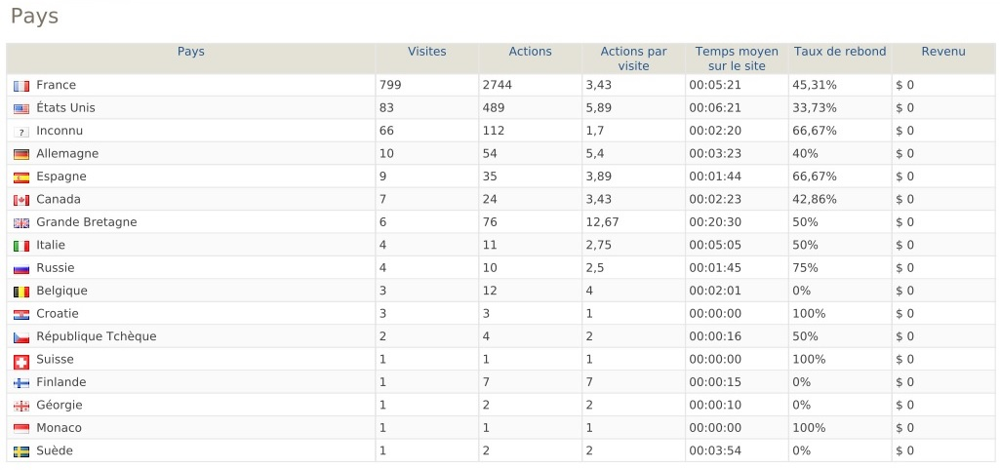 Pays
Pays Visites Actions Actions par visite Temps moyen sur le site Taux de rebond Revenu
France 799 2744 3,43 00:05:21 45,31% $ 0
États Unis 83 489 5,89 00:06:21 33,73% $ 0
? Inconnu 66 112 1,7 00:02:20 66,67% $ 0
Allemagne 10 54 5,4 00:03:23 40% $ 0
Espagne 9 35 3,89 00:01:44 66,67% $ 0
Canada 7 24 3,43 00:02:23 42,86% $ 0
Grande Bretagne 6 76 12,67 00:20:30 50% $ 0
Italie 4 11 2,75 00:05:05 50% $ 0
Russie 4 10 2,5 00:01:45 75% $ 0
Belgique 3 12 4 00:02:01 0% $ 0
Croatie 3 3 1 00:00:00 100% $ 0
République Tchèque 2 4 2 00:00:16 50% $ 0
Suisse 1 1 1 00:00:00 100% $ 0
Finlande 1 7 7 00:00:15 0% $ 0
Géorgie 1 2 2 00:00:10 0% $ 0
Monaco 1 1 1 00:00:00 100% $ 0
Suède 1 2 2 00:03:54 0% $ 0